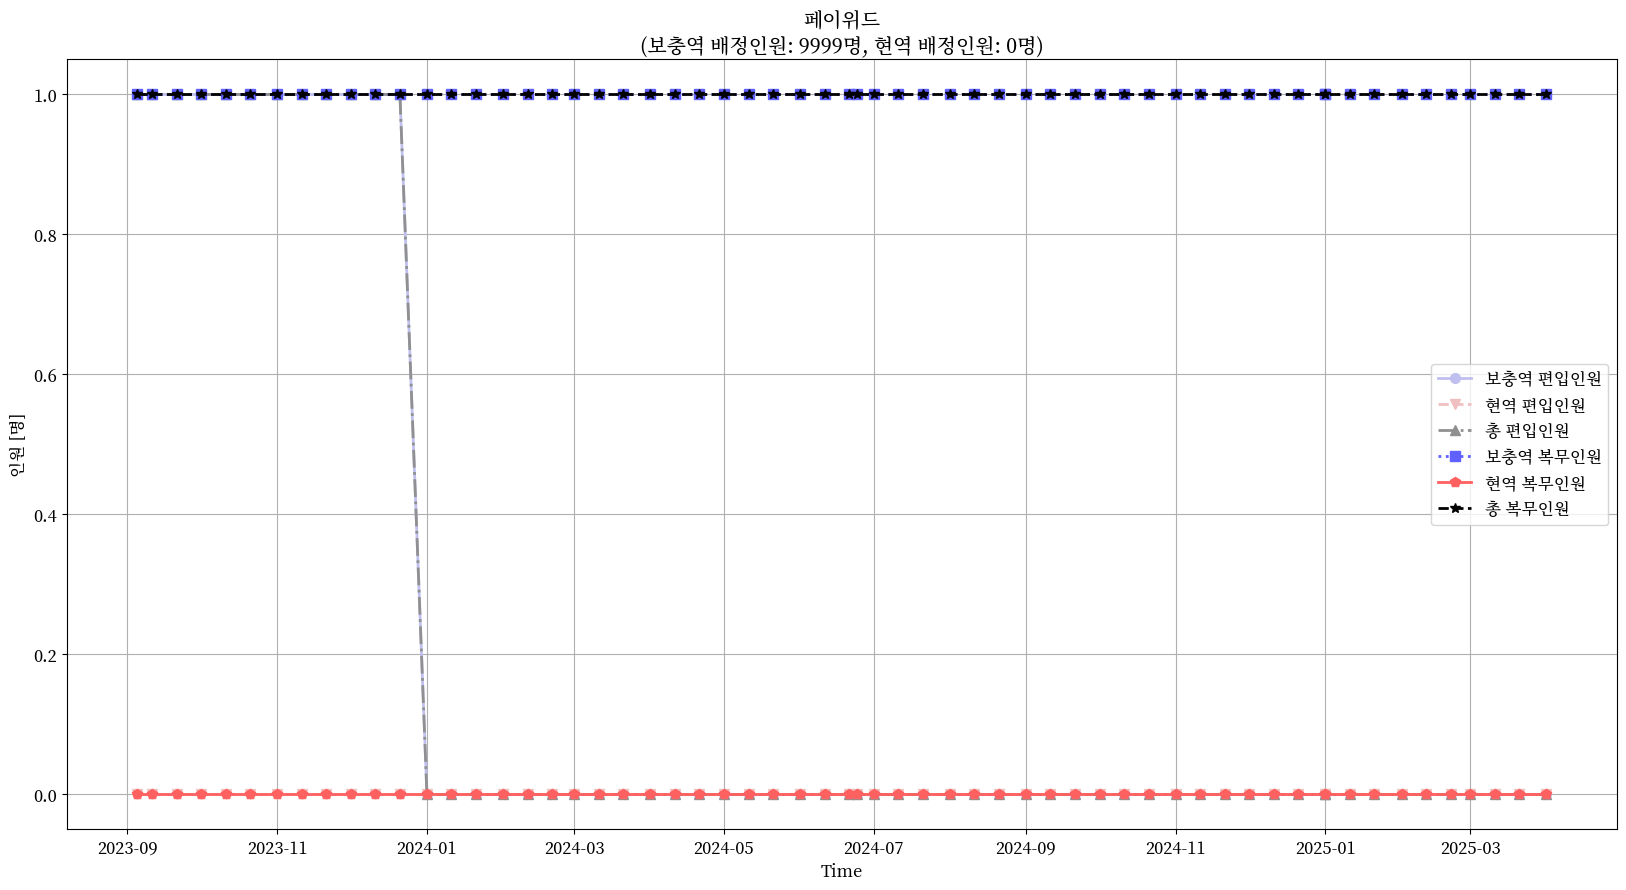 페이위드
(보충역 배정인원: 9999명, 현역 배정인원: 0명)
1.0
0.8
0.6
0.4
0.2
0.0
인원 [명]
보충역 편입인원
현역 편입인원
총 편입인원
보충역 복무인원
현역 복무인원
총 복무인원
2023-09 2023-11 2024-01 2024-03 2024-05 2024-07 2024-09 2024-11 2025-01 2025-03
Time